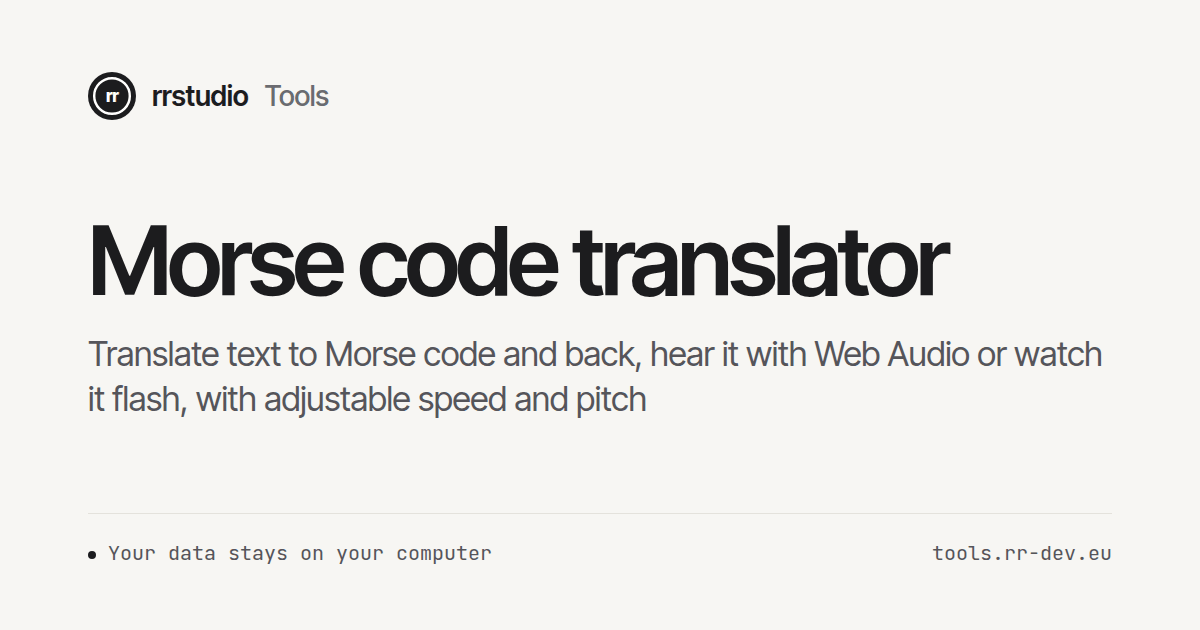 rr
rrstudio Tools
Morse code translator
Translate text to Morse code and back, hear it with Web Audio or watch
it flash, with adjustable speed and pitch
Your data stays on your computer
tools.rr-dev.eu